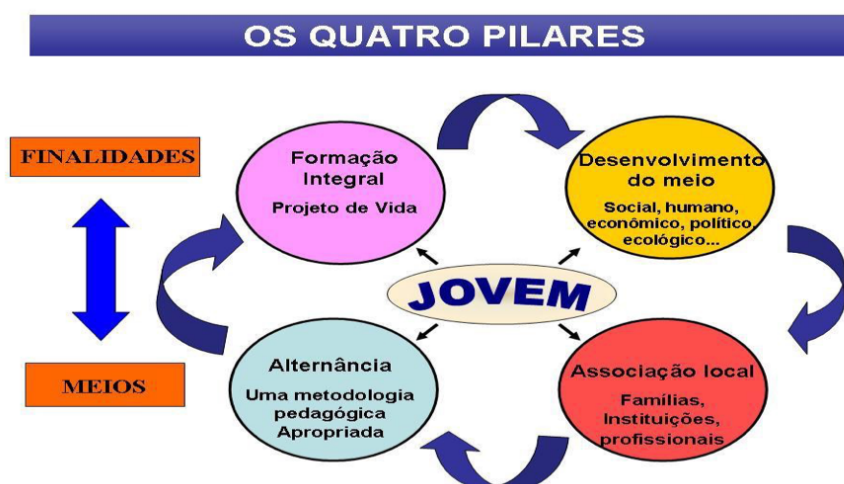 OS QUATRO PILARES
FINALIDADES
Formação
Integral
Projeto de Vida
Desenvolvimento
do meio
Social, humano,
econômico, político,
ecológico...
JOVEM
MEIOS
Alternância
Uma metodologia
pedagógica
Apropriada
Associação local
Famílias,
Instituições,
profissionais